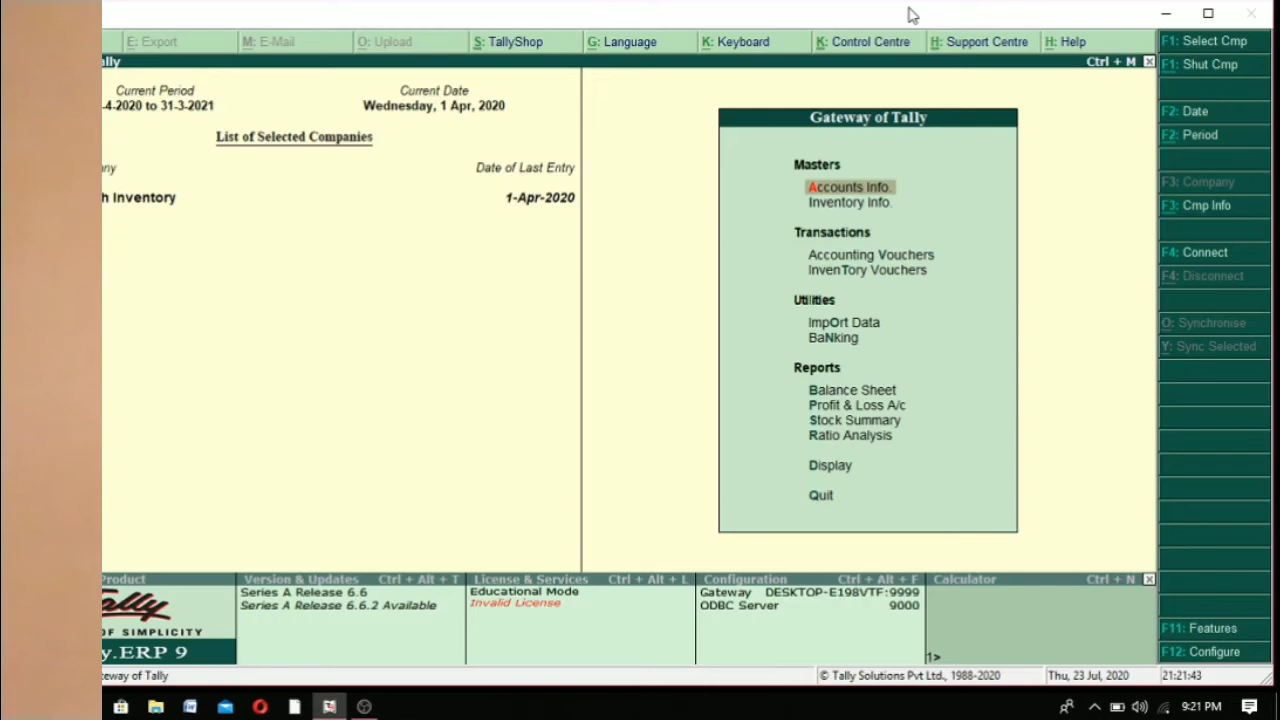 E: Export
M: E-Mail
O: Upload
S: TallyShop
G: Language
K: Keyboard
K: Control Centre
H: Support Centre
H: Help
ally
Ctrl + M
Current Period
-4-2020 to 31-3-2021
Current Date
Wednesday, 1 Apr, 2020
List of Selected Companies
ny
Date of Last Entry
h Inventory
1-Apr-2020
Gateway of Tally
Masters
Accounts Info.
Inventory Info.
Transactions
Accounting Vouchers
InvenTory Vouchers
Utilities
ImpOrt Data
BaNking
Reports
Balance Sheet
Profit & Loss A/c
Stock Summary
Ratio Analysis
Display
Quit
F1: Select Cmp
F1: Shut Cmp
F2: Date
F2: Period
F3: Company
F3: Cmp Info
F4: Connect
F4: Disconnect
O: Synchronise
Y: Sync Selected
F11: Features
F12: Configure
Product
Tally
OF SIMPLICITY
y.ERP 9
Version & Updates Ctrl + Alt + T
Series A Release 6.6
Series A Release 6.6.2 Available
License & Services Ctrl + Alt + L
Educational Mode
Invalid License
Configuration Ctrl + Alt + F
Gateway DESKTOP-E198VTF:9999
ODBC Server 9000
Calculator Ctrl + N
1>
teway of Tally
© Tally Solutions Pvt Ltd., 1988-2020
Thu, 23 Jul, 2020
21:21:43
9:21 PM